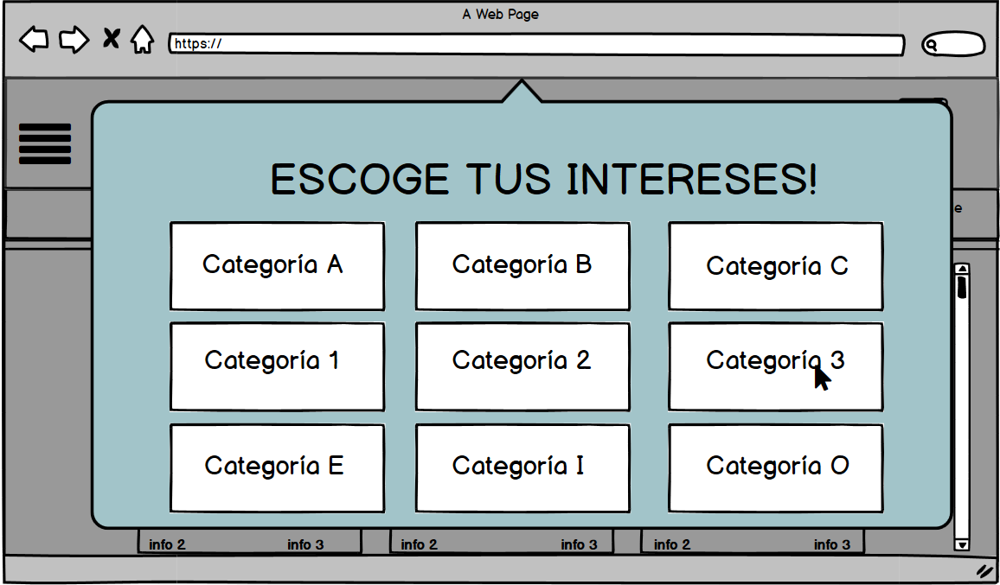 A Web Page
https://
ESCOGE TUS INTERESES!
e
Categoría A
Categoría B
Categoría C
Categoría 1
Categoría 2
Categoría 3
Categoría E
Categoría I
Categoría O
info 2
info 3
info 2
info 3
info 2
info 3